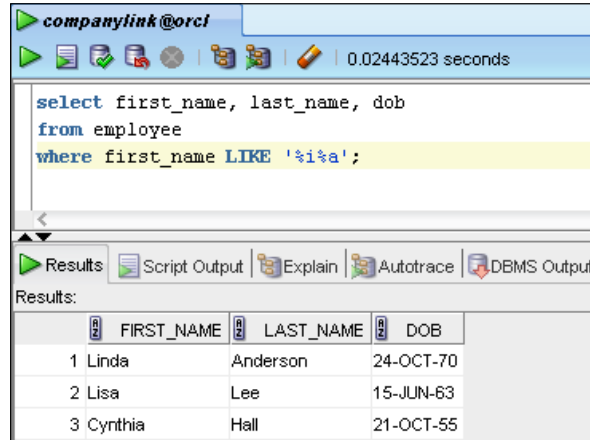 companylink@orcl
0.02443523 seconds
select first_name, last_name, dob
from employee
where first_name LIKE '%i%a';
Results Script Output Explain Autotrace DBMS Output
Results:
FIRST_NAME LAST_NAME DOB
1 Linda Anderson 24-OCT-70
2 Lisa Lee 15-JUN-63
3 Cynthia Hall 21-OCT-55